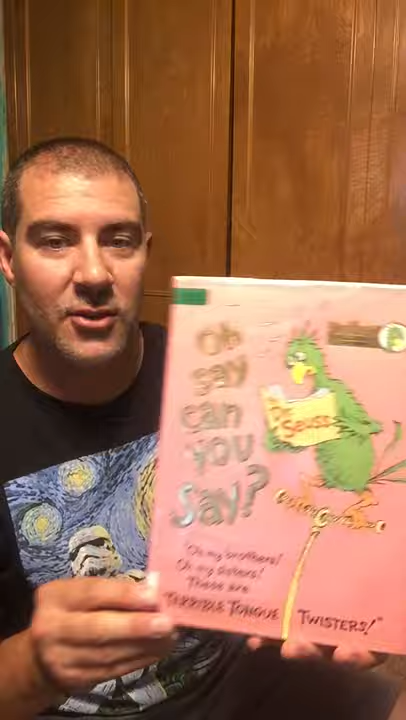 Oh
say
can
you
say?
Dr.
Seuss
"Oh my brothers!
Oh my sisters!
These are
TERRIBLE TONGUE TWISTERS!"